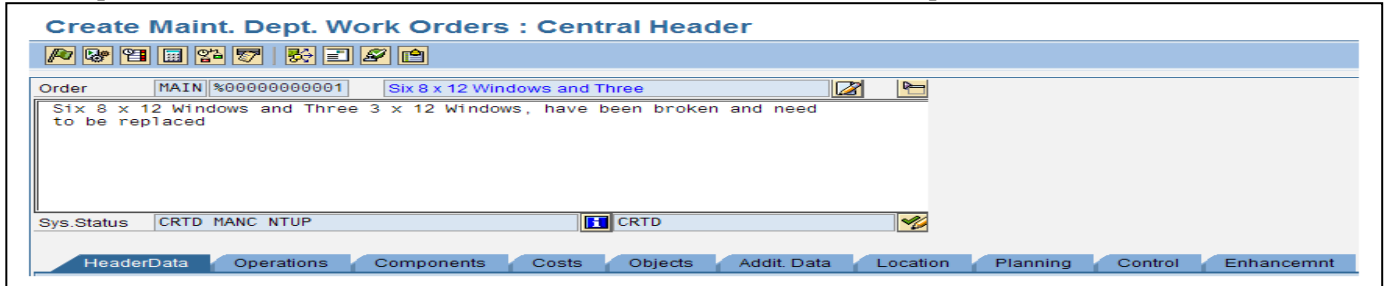 Create Maint. Dept. Work Orders : Central Header
Order MAIN %00000000001 Six 8 x 12 Windows and Three
Six 8 x 12 Windows and Three 3 x 12 Windows, have been broken and need
to be replaced
Sys.Status CRTD MANC NTUP CRTD
HeaderData Operations Components Costs Objects Addit. Data Location Planning Control Enhancemnt